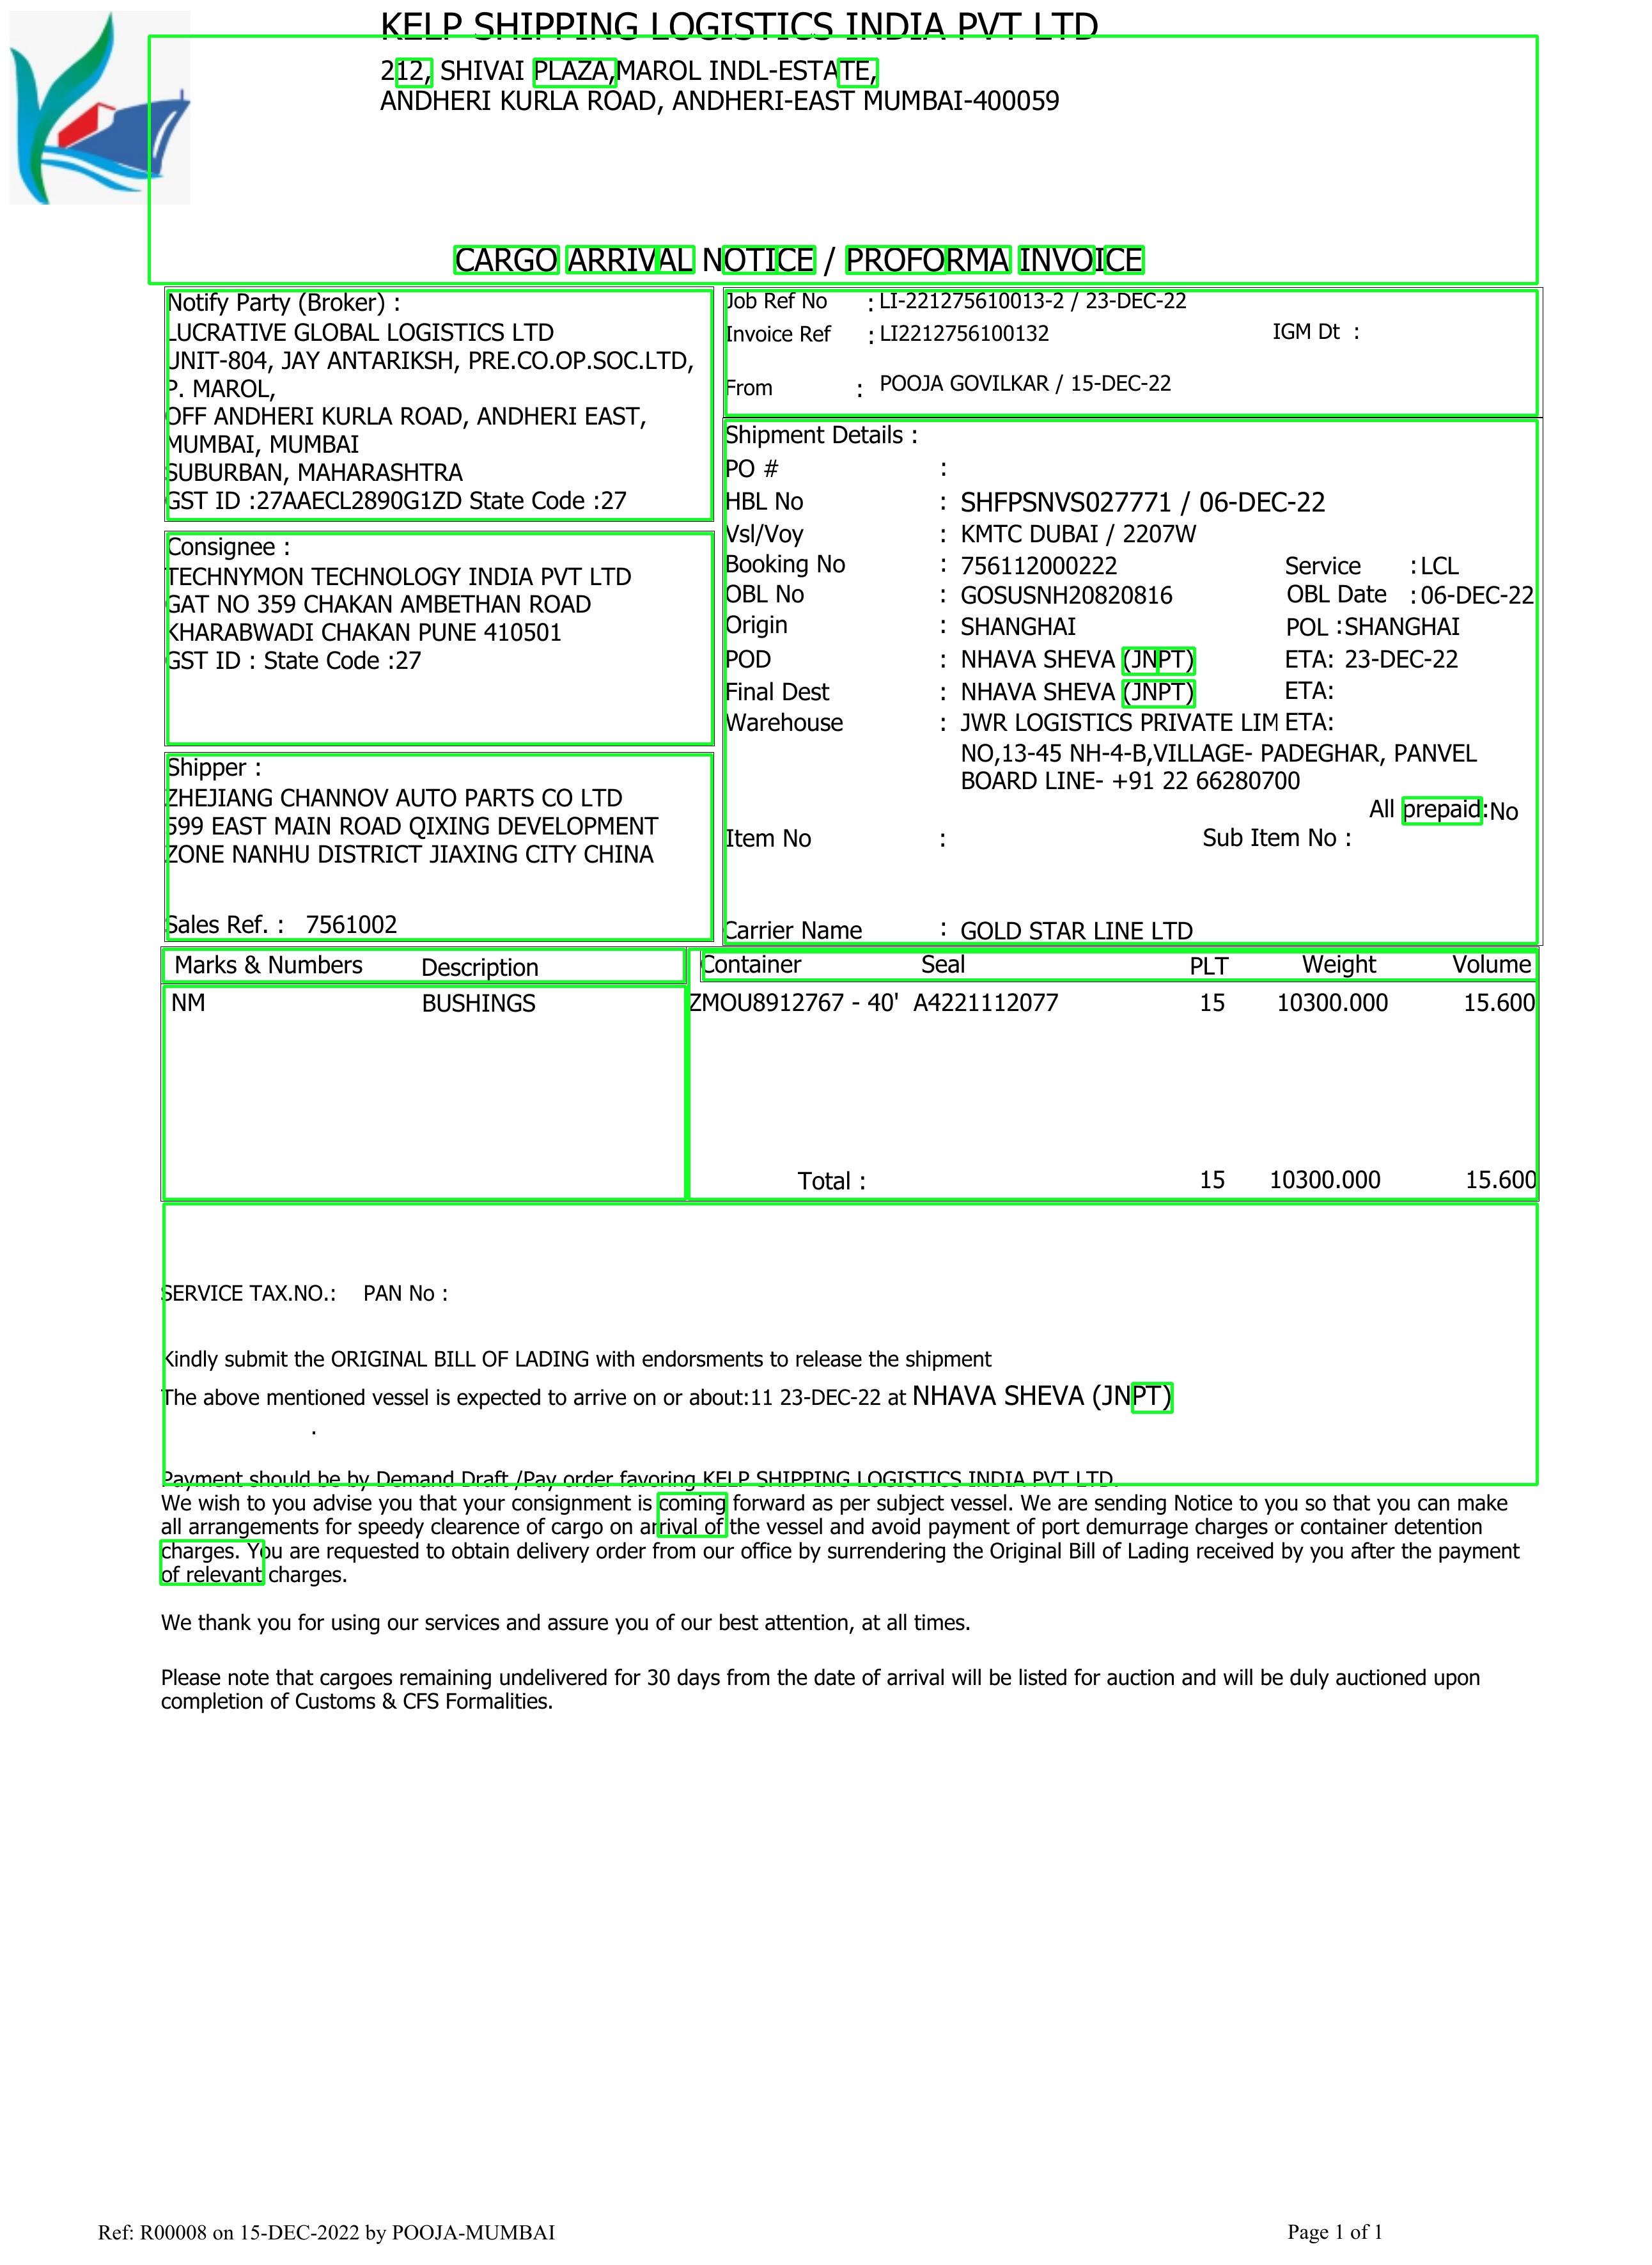 KELP SHIPPING LOGISTICS INDIA PVT LTD
212, SHIVAI PLAZA,MAROL INDL-ESTATE,
ANDHERI KURLA ROAD, ANDHERI-EAST MUMBAI-400059
CARGO ARRIVAL NOTICE / PROFORMA INVOICE
Notify Party (Broker) :
LUCRATIVE GLOBAL LOGISTICS LTD
UNIT-804, JAY ANTARIKSH, PRE.CO.OP.SOC.LTD,
P. MAROL,
OFF ANDHERI KURLA ROAD, ANDHERI EAST,
MUMBAI, MUMBAI
SUBURBAN, MAHARASHTRA
GST ID :27AAECL2890G1ZD State Code :27
Consignee :
TECHNYMON TECHNOLOGY INDIA PVT LTD
GAT NO 359 CHAKAN AMBETHAN ROAD
KHARABWADI CHAKAN PUNE 410501
GST ID : State Code :27
Shipper :
ZHEJIANG CHANNOV AUTO PARTS CO LTD
599 EAST MAIN ROAD QIXING DEVELOPMENT
ZONE NANHU DISTRICT JIAXING CITY CHINA
Sales Ref. : 7561002
Job Ref No : LI-221275610013-2 / 23-DEC-22
Invoice Ref : LI2212756100132 IGM Dt :
From : POOJA GOVILKAR / 15-DEC-22
Shipment Details :
PO # :
HBL No : SHFPSNVS027771 / 06-DEC-22
Vsl/Voy : KMTC DUBAI / 2207W
Booking No : 756112000222 Service :LCL
OBL No : GOSUSNH20820816 OBL Date :06-DEC-22
Origin : SHANGHAI POL :SHANGHAI
POD : NHAVA SHEVA (JNPT) ETA: 23-DEC-22
Final Dest : NHAVA SHEVA (JNPT) ETA:
Warehouse : JWR LOGISTICS PRIVATE LIM ETA:
NO,13-45 NH-4-B,VILLAGE- PADEGHAR, PANVEL
BOARD LINE- +91 22 66280700
All prepaid:No
Item No : Sub Item No :
Carrier Name : GOLD STAR LINE LTD
Marks & Numbers Description Container Seal PLT Weight Volume
NM BUSHINGS ZMOU8912767 - 40' A4221112077 15 10300.000 15.600
Total : 15 10300.000 15.600
SERVICE TAX.NO.: PAN No :
Kindly submit the ORIGINAL BILL OF LADING with endorsments to release the shipment
The above mentioned vessel is expected to arrive on or about:11 23-DEC-22 at NHAVA SHEVA (JNPT)
.
Payment should be by Demand Draft /Pay order favoring KELP SHIPPING LOGISTICS INDIA PVT LTD.
We wish to you advise you that your consignment is coming forward as per subject vessel. We are sending Notice to you so that you can make
all arrangements for speedy clearence of cargo on arrival of the vessel and avoid payment of port demurrage charges or container detention
charges. You are requested to obtain delivery order from our office by surrendering the Original Bill of Lading received by you after the payment
of relevant charges.
We thank you for using our services and assure you of our best attention, at all times.
Please note that cargoes remaining undelivered for 30 days from the date of arrival will be listed for auction and will be duly auctioned upon
completion of Customs & CFS Formalities.
Ref: R00008 on 15-DEC-2022 by POOJA-MUMBAI Page 1 of 1